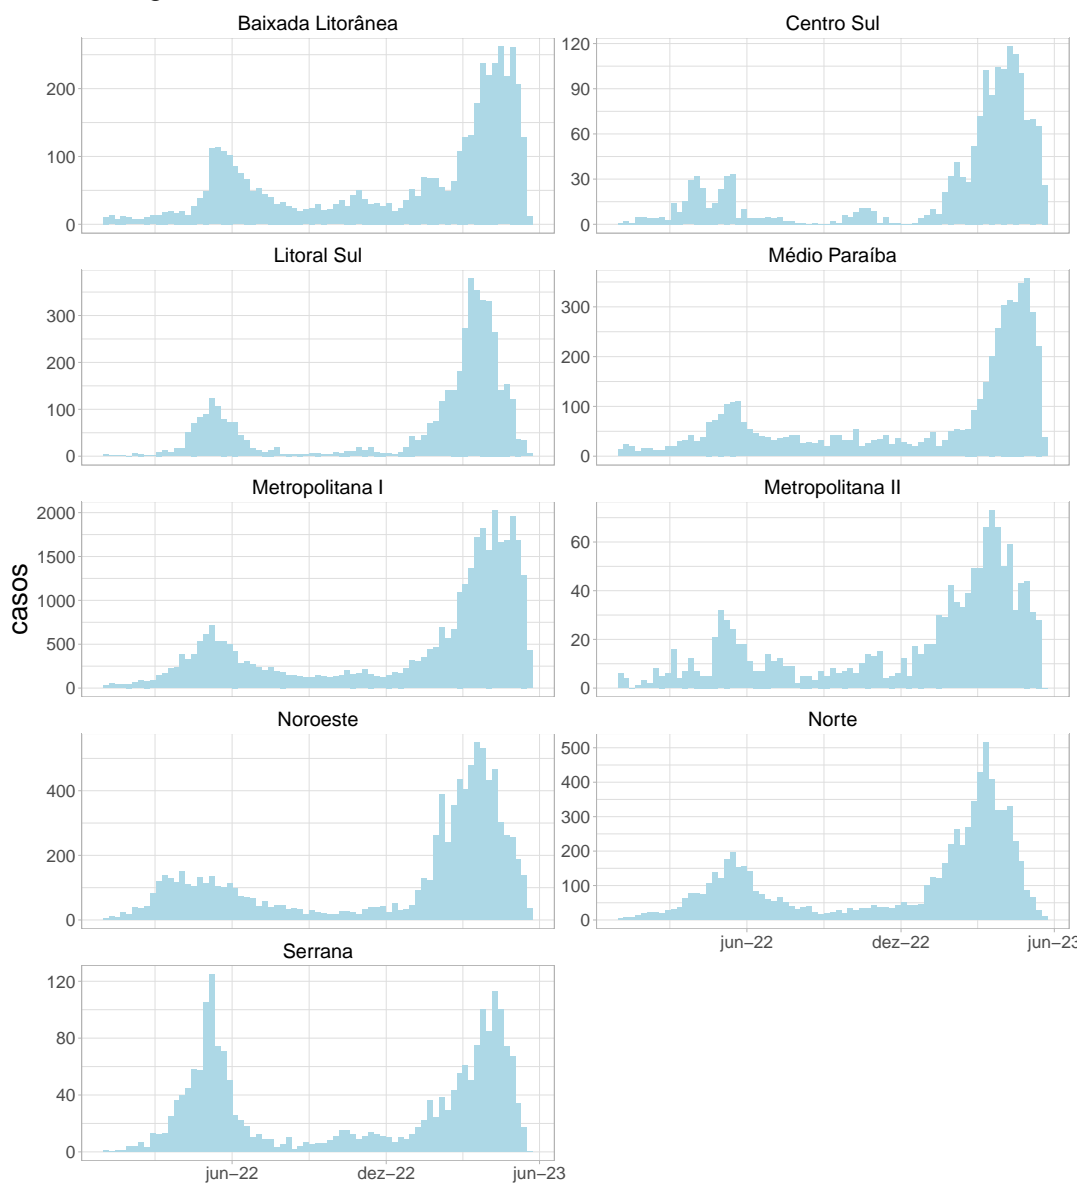 Baixada Litorânea
Centro Sul
200
100
0
120
90
60
30
0
Litoral Sul
Médio Paraíba
300
200
100
0
300
200
100
0
Metropolitana I
Metropolitana II
casos
2000
1500
1000
500
0
60
40
20
0
Noroeste
Norte
400
200
0
500
400
300
200
100
0
jun−22
dez−22
jun−23
Serrana
120
80
40
0
jun−22
dez−22
jun−23